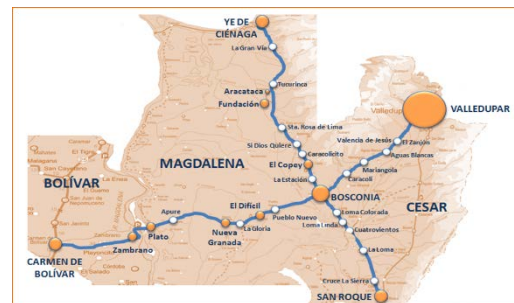 YE DE
CIÉNAGA
La Gran Vie
Tucurinca
Aracataca
Fundación
Sta. Rosa de Lima
Si Dios Quiere
Caracolicito
El Copey
La Estación
MAGDALENA
Valledupar
VALLEDUPAR
El Zanjón
Valencia de Jesús
Aguas Blancas
Mariangola
Caracolí
BOSCONIA
CESAR
BOLÍVAR
El Difícil
Pueblo Nuevo
Loma Colorada
Loma Linda
Cuatrovientos
La Loma
Apure
Plato
Zambrano
Nueva
Granada
La Gloria
CARMEN DE
BOLÍVAR
Cruce La Sierra
SAN ROQUE